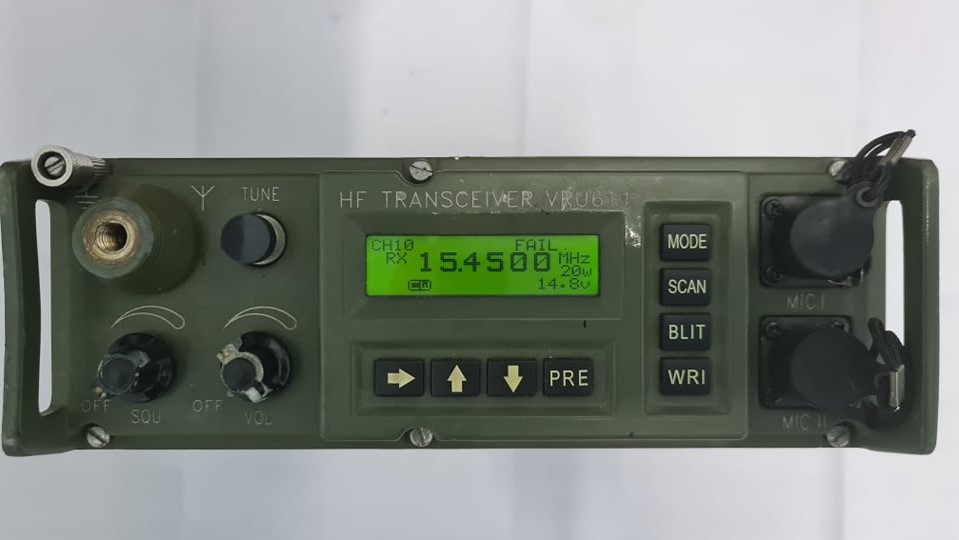 TUNE
HF TRANSCEIVER VRU611
CH10 FAIL
RX 15.4500 MHz
20w
14.8v
MODE
SCAN
BLIT
WRI
PRE
OFF
SQU
OFF
VOL
MIC I
MIC II